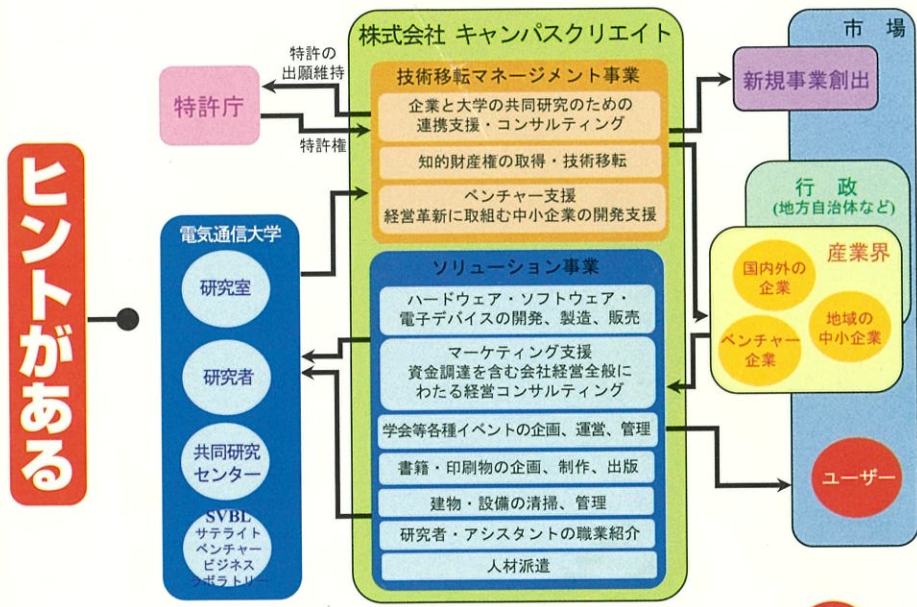 ヒントがある
特許庁
特許の
出願維持
特許権
電気通信大学
研究室
研究者
共同研究
センター
SVBL
サテライト
ベンチャー
ビジネス
ラボラトリー
株式会社 キャンパスクリエイト
技術移転マネージメント事業
企業と大学の共同研究のための
連携支援・コンサルティング
知的財産権の取得・技術移転
ベンチャー支援
経営革新に取組む中小企業の開発支援
ソリューション事業
ハードウェア・ソフトウェア・
電子デバイスの開発、製造、販売
マーケティング支援
資金調達を含む会社経営全般に
わたる経営コンサルティング
学会等各種イベントの企画、運営、管理
書籍・印刷物の企画、制作、出版
建物・設備の清掃、管理
研究者・アシスタントの職業紹介
人材派遣
市 場
新規事業創出
行 政
(地方自治体など)
産業界
国内外の
企業
地域の
中小企業
ベンチャー
企業
ユーザー